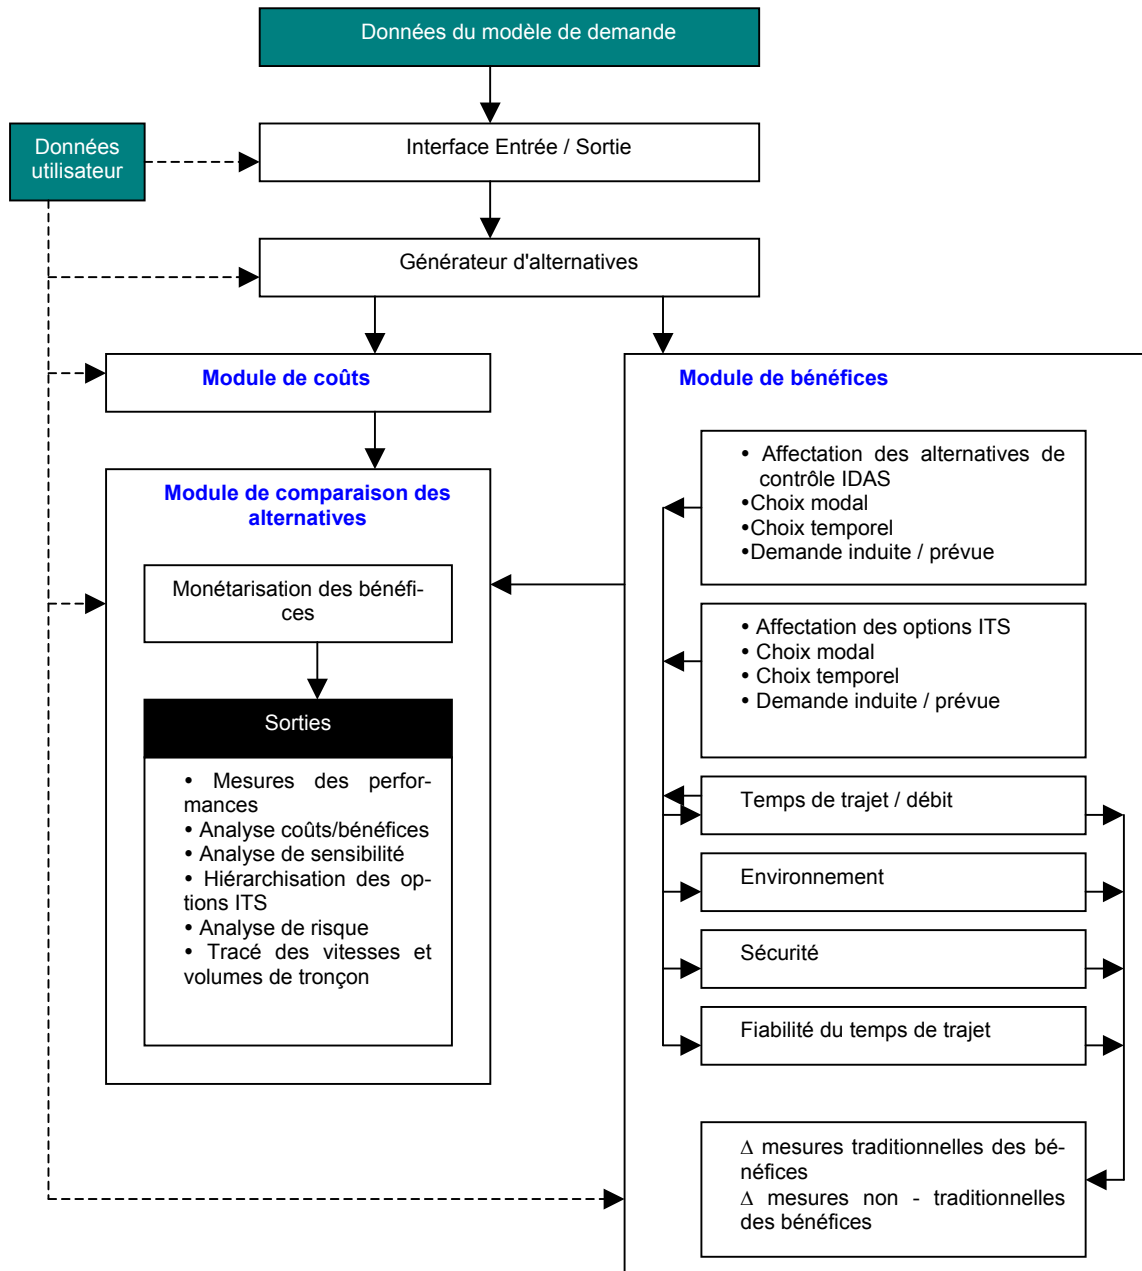 Données du modèle de demande
Données
utilisateur
Interface Entrée / Sortie
Générateur d'alternatives
Module de coûts
Module de comparaison des
alternatives
Monétarisation des bénéfi-
ces
Sorties
• Mesures des perfor-
mances
• Analyse coûts/bénéfices
• Analyse de sensibilité
• Hiérarchisation des op-
tions ITS
• Analyse de risque
• Tracé des vitesses et
volumes de tronçon
Module de bénéfices
• Affectation des alternatives de
contrôle IDAS
• Choix modal
• Choix temporel
• Demande induite / prévue
• Affectation des options ITS
• Choix modal
• Choix temporel
• Demande induite / prévue
Temps de trajet / débit
Environnement
Sécurité
Fiabilité du temps de trajet
Δ mesures traditionnelles des bé-
néfices
Δ mesures non - traditionnelles
des bénéfices